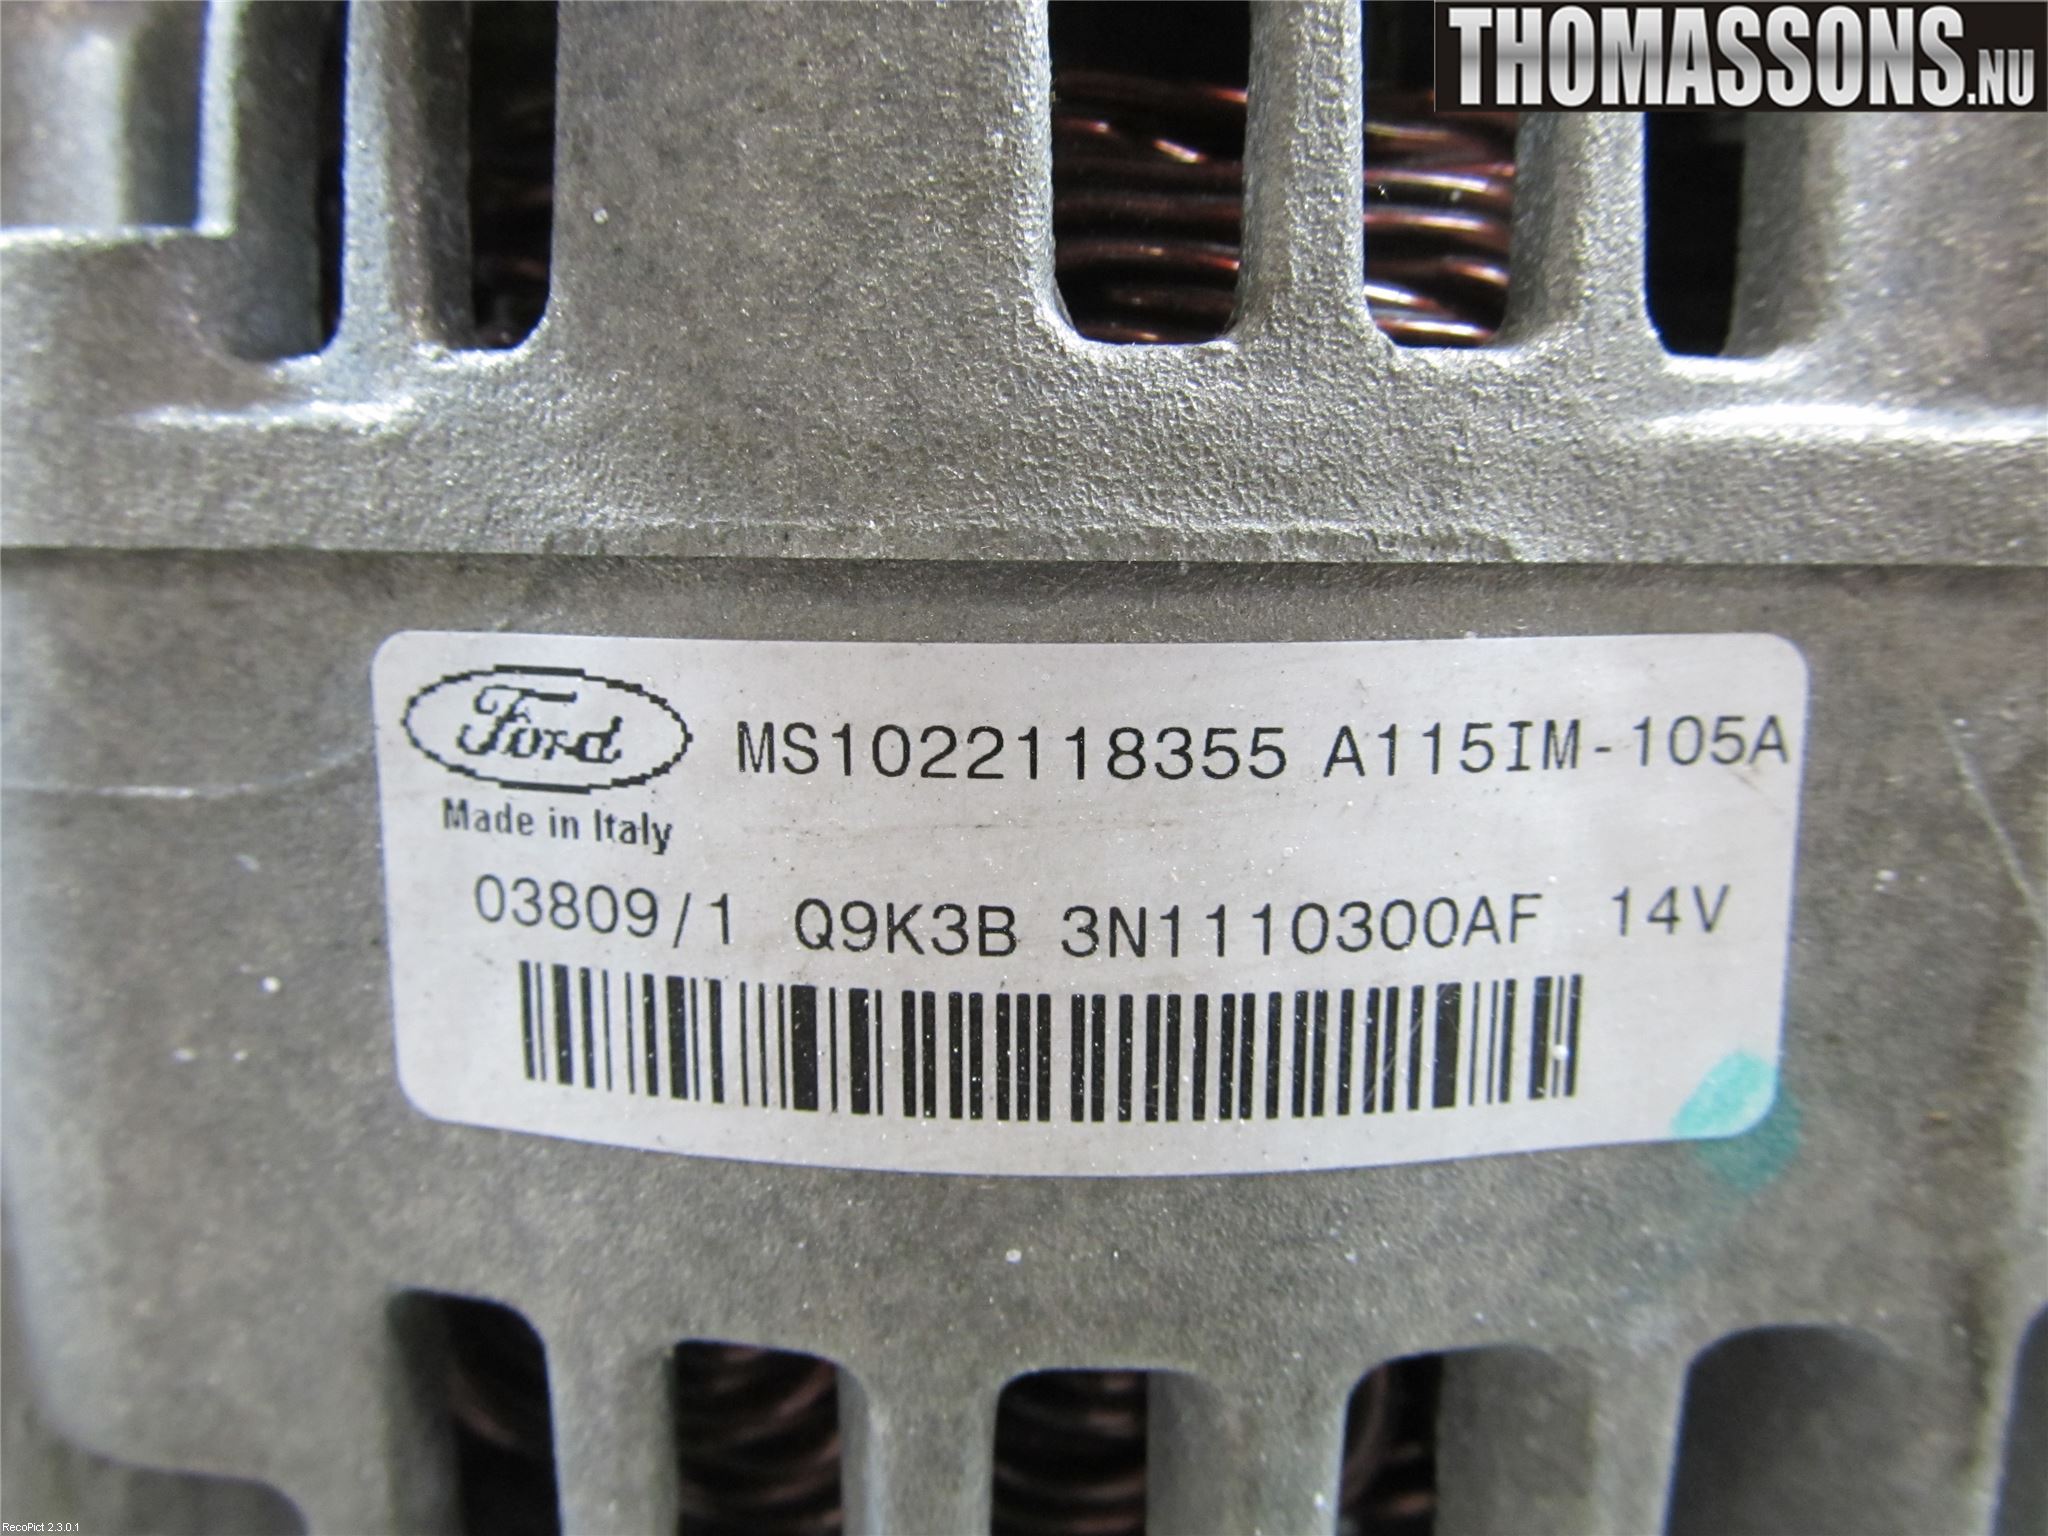 THOMASSONS.NU
Ford MS1022118355 A115IM-105A
Made in Italy
03809/1 Q9K3B 3N1110300AF 14V
RecoPict 2.3.0.1